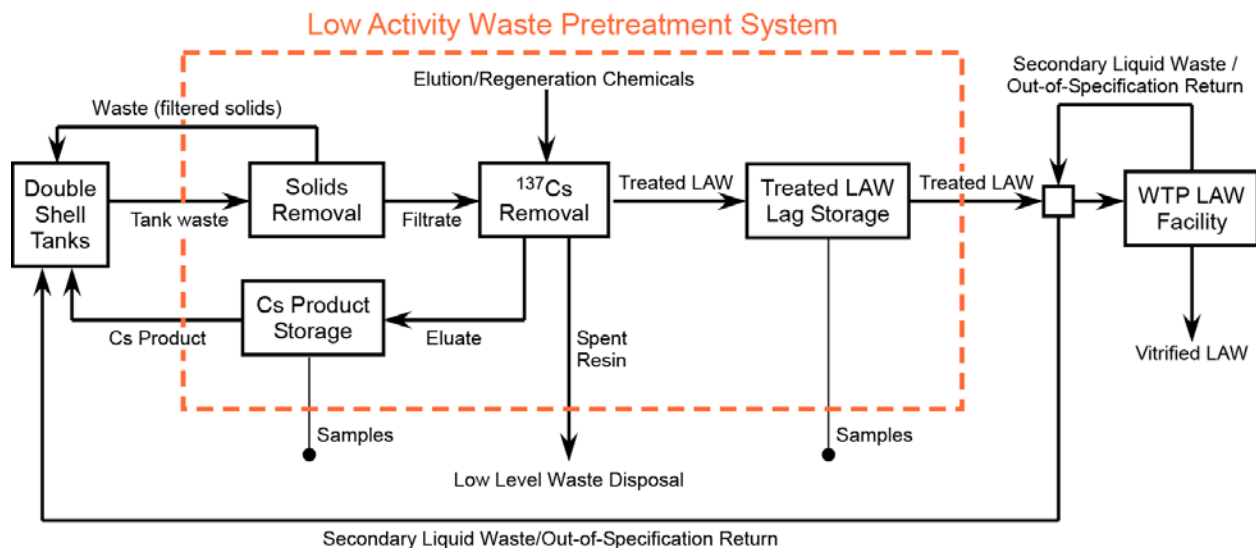 Low Activity Waste Pretreatment System
Secondary Liquid Waste /
Out-of-Specification Return
Elution/Regeneration Chemicals
Waste (filtered solids)
Double
Shell
Tanks
Tank waste
Solids
Removal
Filtrate
¹³⁷Cs
Removal
Treated LAW
Treated LAW
Lag Storage
Treated LAW
WTP LAW
Facility
Cs Product
Cs Product
Storage
Eluate
Spent
Resin
Vitrified LAW
Samples
Samples
Low Level Waste Disposal
Secondary Liquid Waste/Out-of-Specification Return